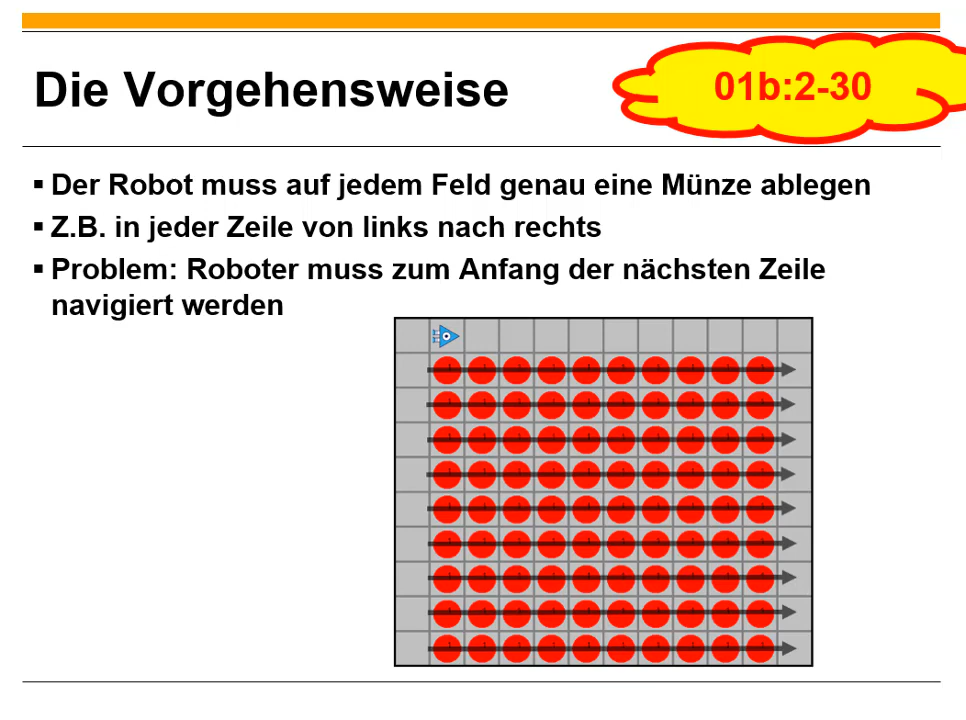 Die Vorgehensweise
01b:2-30
▪ Der Robot muss auf jedem Feld genau eine Münze ablegen
▪ Z.B. in jeder Zeile von links nach rechts
▪ Problem: Roboter muss zum Anfang der nächsten Zeile
navigiert werden